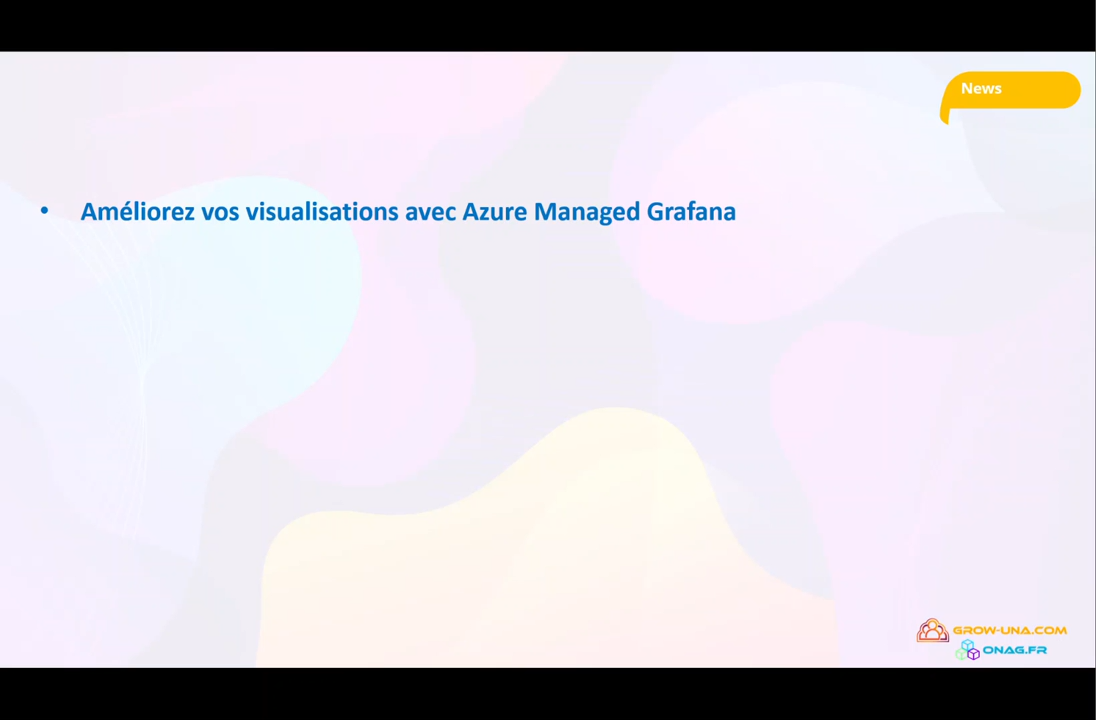 News
• Améliorez vos visualisations avec Azure Managed Grafana
GROW-UNA.COM
ONAG.FR